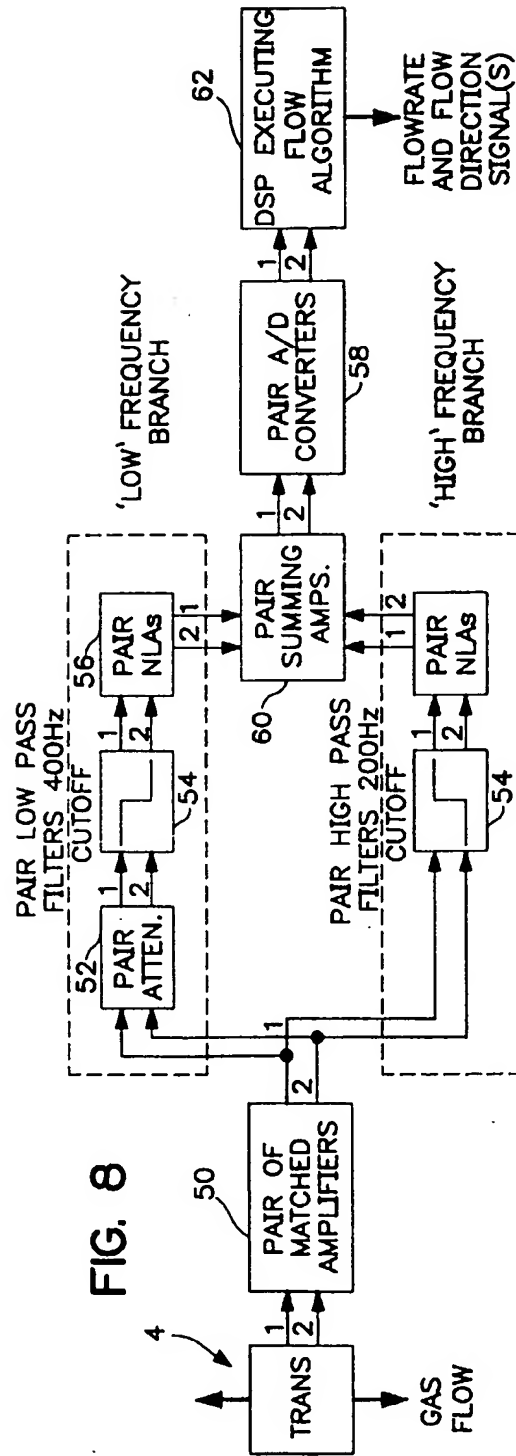 FIG. 8
4
TRANS
GAS
FLOW
1
2
50
PAIR OF
MATCHED
AMPLIFIERS
1
2
PAIR LOW PASS
FILTERS 400Hz
CUTOFF
52
PAIR
ATTEN.
1
2
54
1
2
56
PAIR
NLAs
1
2
'LOW' FREQUENCY
BRANCH
PAIR HIGH PASS
FILTERS 200Hz
CUTOFF
54
1
2
PAIR
NLAs
1
2
'HIGH' FREQUENCY
BRANCH
60
PAIR
SUMMING
AMPS.
1
2
PAIR A/D
CONVERTERS
58
1
2
62
DSP EXECUTING
FLOW
ALGORITHM
FLOWRATE
AND FLOW
DIRECTION
SIGNAL(S)